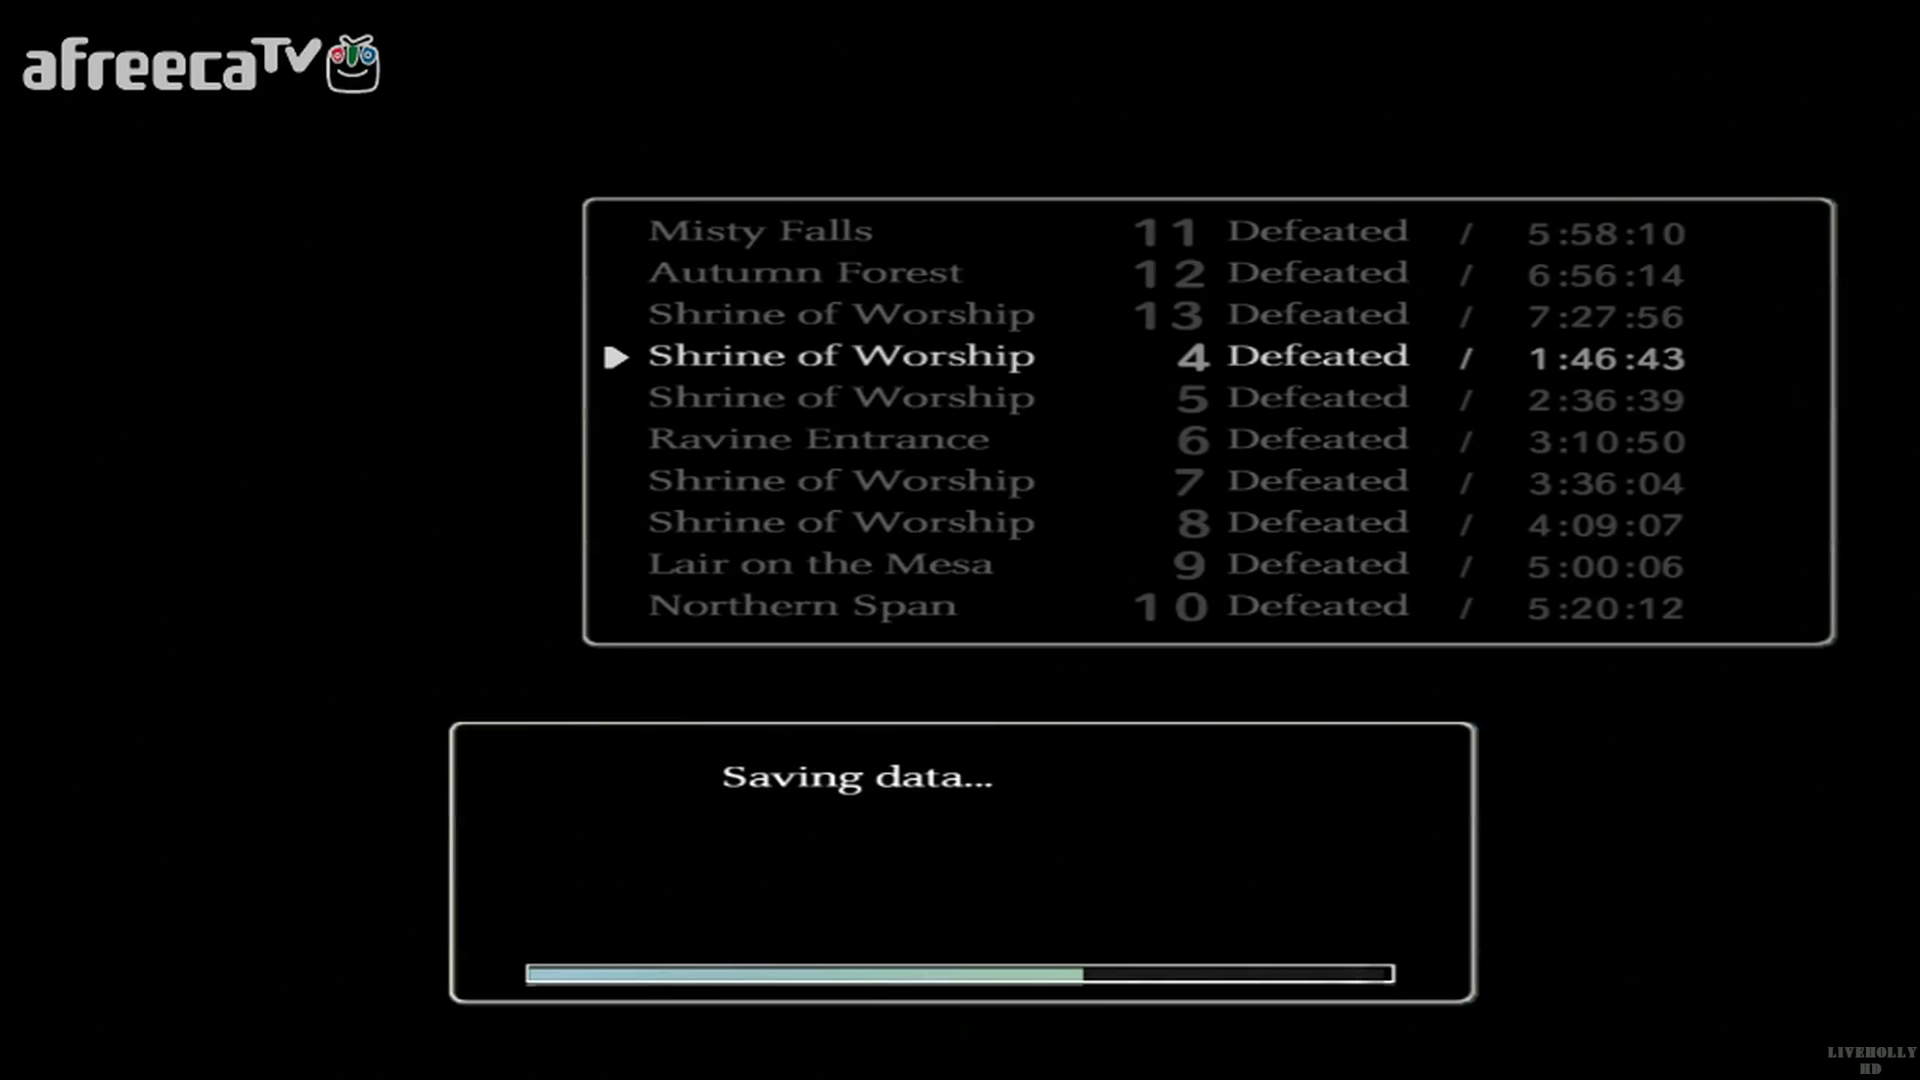 afreecaTV
Misty Falls 11 Defeated / 5:58:10
Autumn Forest 12 Defeated / 6:56:14
Shrine of Worship 13 Defeated / 7:27:56
Shrine of Worship 4 Defeated / 1:46:43
Shrine of Worship 5 Defeated / 2:36:39
Ravine Entrance 6 Defeated / 3:10:50
Shrine of Worship 7 Defeated / 3:36:04
Shrine of Worship 8 Defeated / 4:09:07
Lair on the Mesa 9 Defeated / 5:00:06
Northern Span 10 Defeated / 5:20:12
Saving data...
LIVEHOLLY
HD